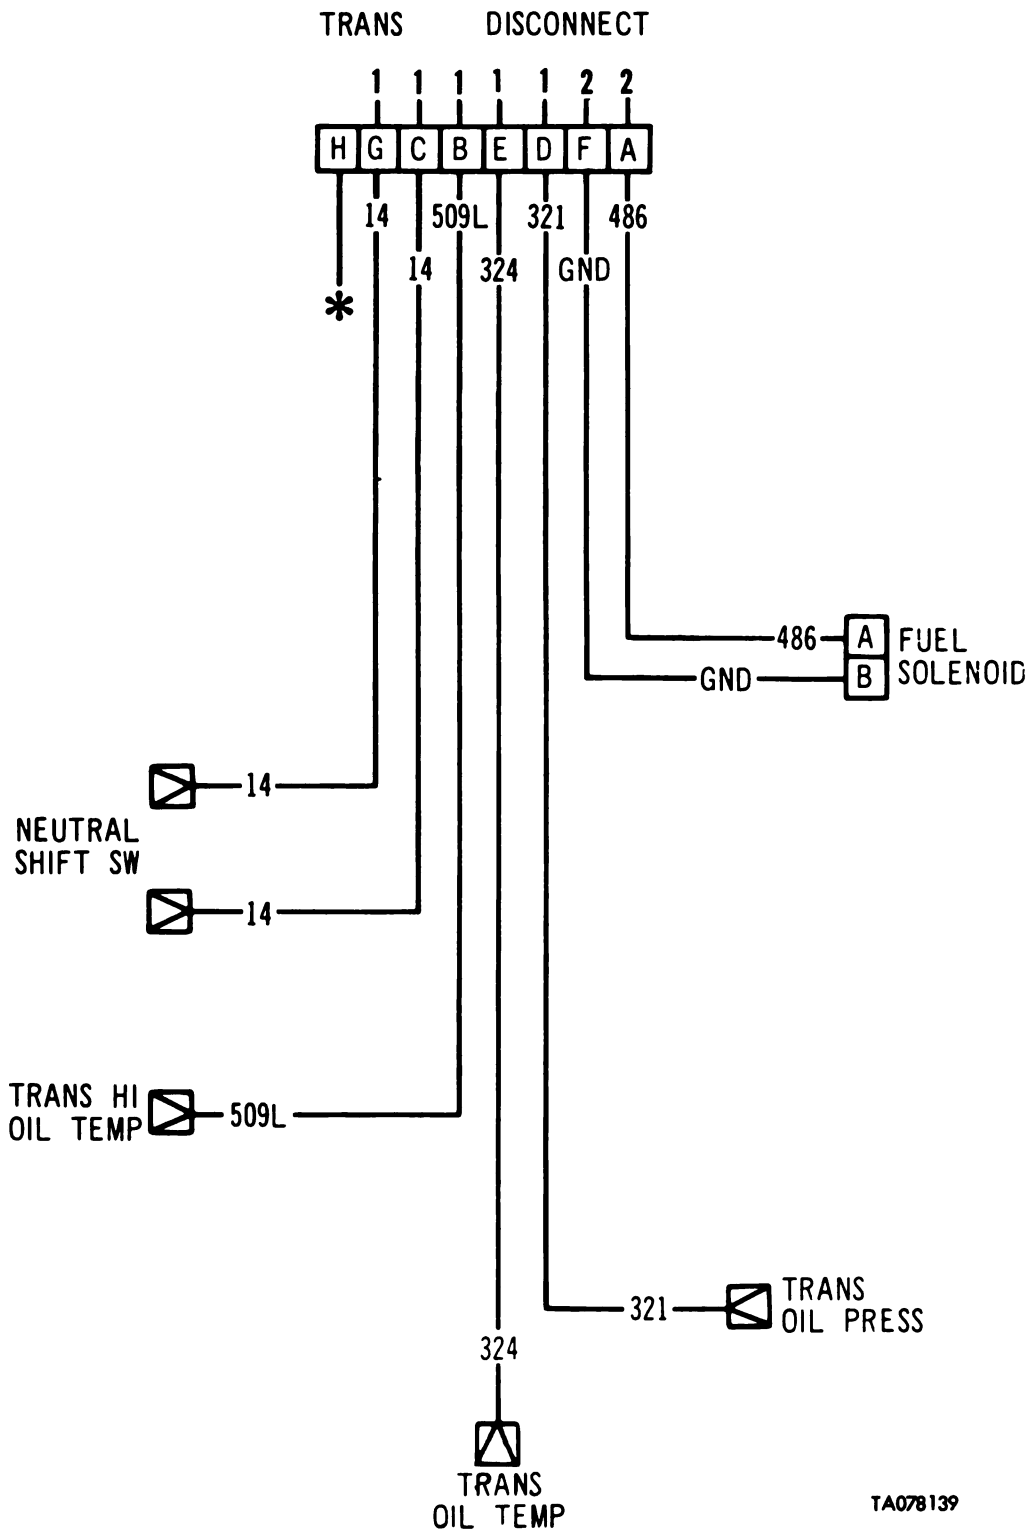 TRANS DISCONNECT
1 1 1 1 1 2 2
H G C B E D F A
14 509L 321 486
14 324 GND
*
486 A FUEL
GND B SOLENOID
14
NEUTRAL
SHIFT SW
14
TRANS HI
OIL TEMP
509L
321
TRANS
OIL PRESS
324
TRANS
OIL TEMP
TA078139